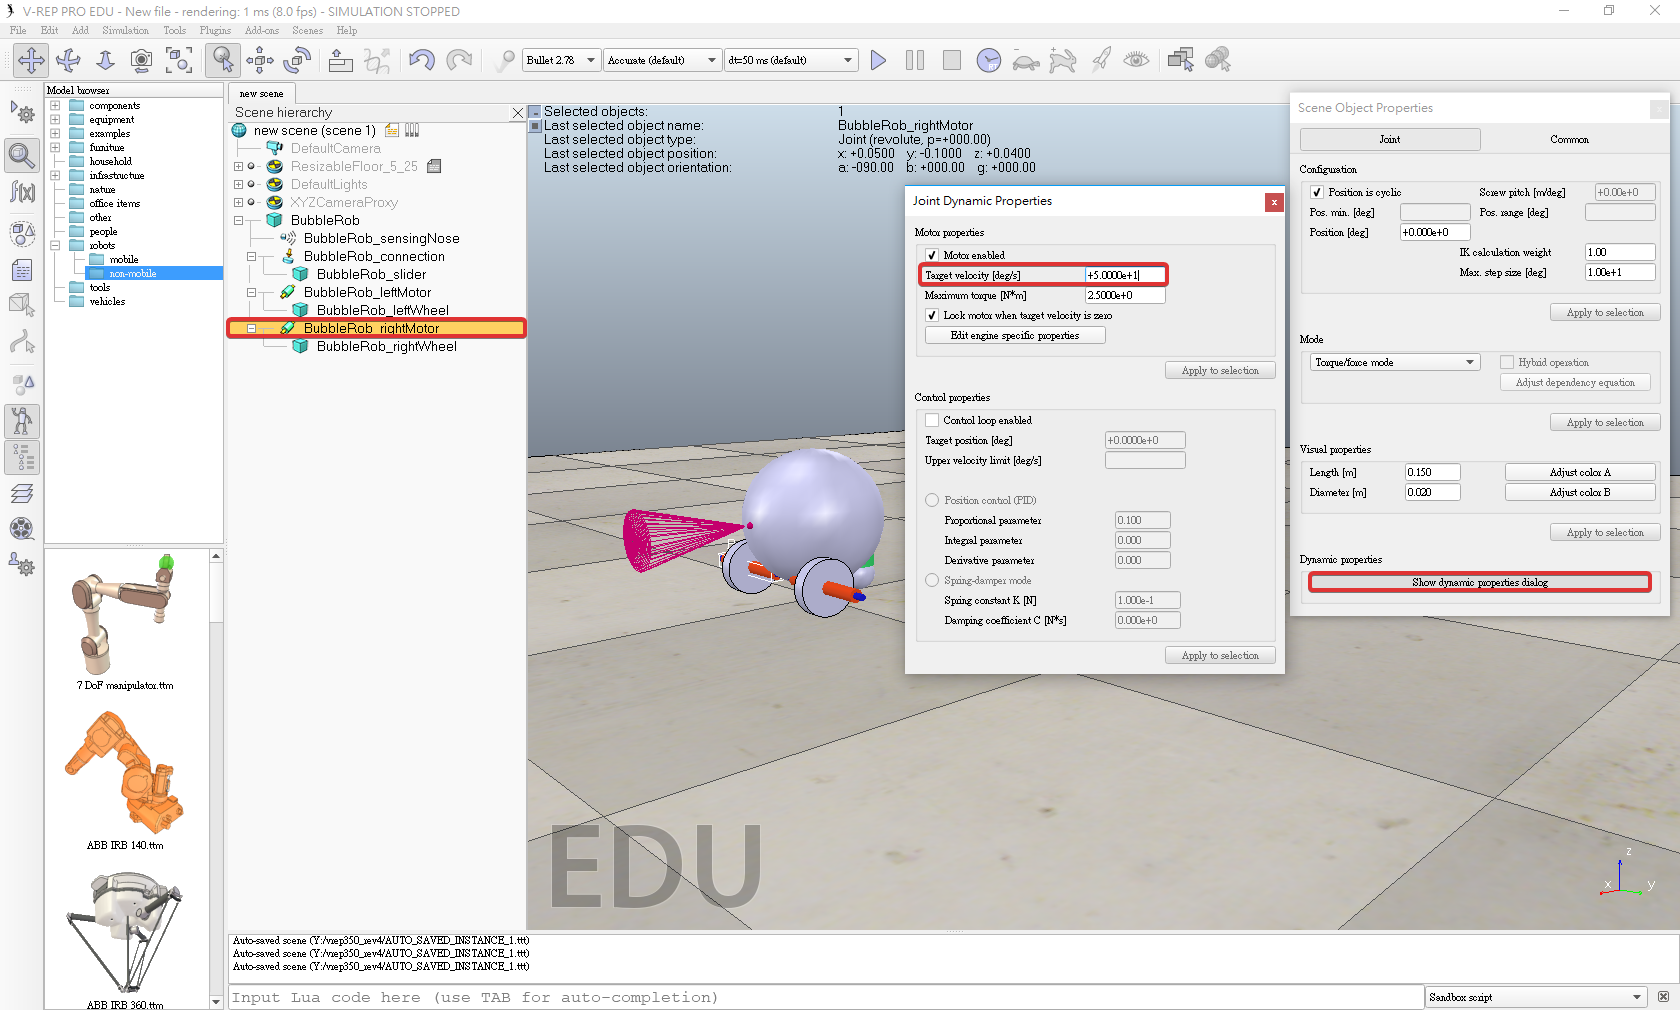 V-REP PRO EDU - New file - rendering: 1 ms (8.0 fps) - SIMULATION STOPPED
File Edit Add Simulation Tools Plugins Add-ons Scenes Help
Bullet 2.78 Accurate (default) dt=50 ms (default)
Model browser
components
equipment
examples
furniture
household
infrastructure
nature
office items
other
people
robots
mobile
non-mobile
tools
vehicles
7 DoF manipulator.ttm
ABB IRB 140.ttm
ABB IRB 360.ttm
new scene
Scene hierarchy
new scene (scene 1)
DefaultCamera
ResizableFloor_5_25
DefaultLights
XYZCameraProxy
BubbleRob
BubbleRob_sensingNose
BubbleRob_connection
BubbleRob_slider
BubbleRob_leftMotor
BubbleRob_leftWheel
BubbleRob_rightMotor
BubbleRob_rightWheel
Selected objects: 1
Last selected object name: BubbleRob_rightMotor
Last selected object type: Joint (revolute, p=+000.00)
Last selected object position: x: +0.0500 y: -0.1000 z: +0.0400
Last selected object orientation: a: -090.00 b: +000.00 g: +000.00
Joint Dynamic Properties
Motor properties
Motor enabled
Target velocity [deg/s] +5.0000e+1
Maximum torque [N*m] 2.5000e+0
Lock motor when target velocity is zero
Edit engine specific properties
Apply to selection
Control properties
Control loop enabled
Target position [deg] +0.0000e+0
Upper velocity limit [deg/s]
Position control (PID)
Proportional parameter 0.100
Integral parameter 0.000
Derivative parameter 0.000
Spring-damper mode
Spring constant K [N] 1.000e-1
Damping coefficient C [N*s] 0.000e+0
Apply to selection
Scene Object Properties
Joint Common
Configuration
Position is cyclic Screw pitch [m/deg] +0.00e+0
Pos. min. [deg] Pos. range [deg]
Position [deg] +0.000e+0
IK calculation weight 1.00
Max. step size [deg] 1.00e+1
Apply to selection
Mode
Torque/force mode Hybrid operation
Adjust dependency equation
Apply to selection
Visual properties
Length [m] 0.150 Adjust color A
Diameter [m] 0.020 Adjust color B
Apply to selection
Dynamic properties
Show dynamic properties dialog
EDU
z
x
y
Auto-saved scene (Y:/vrep350_rev4/AUTO_SAVED_INSTANCE_1.ttt)
Auto-saved scene (Y:/vrep350_rev4/AUTO_SAVED_INSTANCE_1.ttt)
Auto-saved scene (Y:/vrep350_rev4/AUTO_SAVED_INSTANCE_1.ttt)
Input Lua code here (use TAB for auto-completion)
Sandbox script